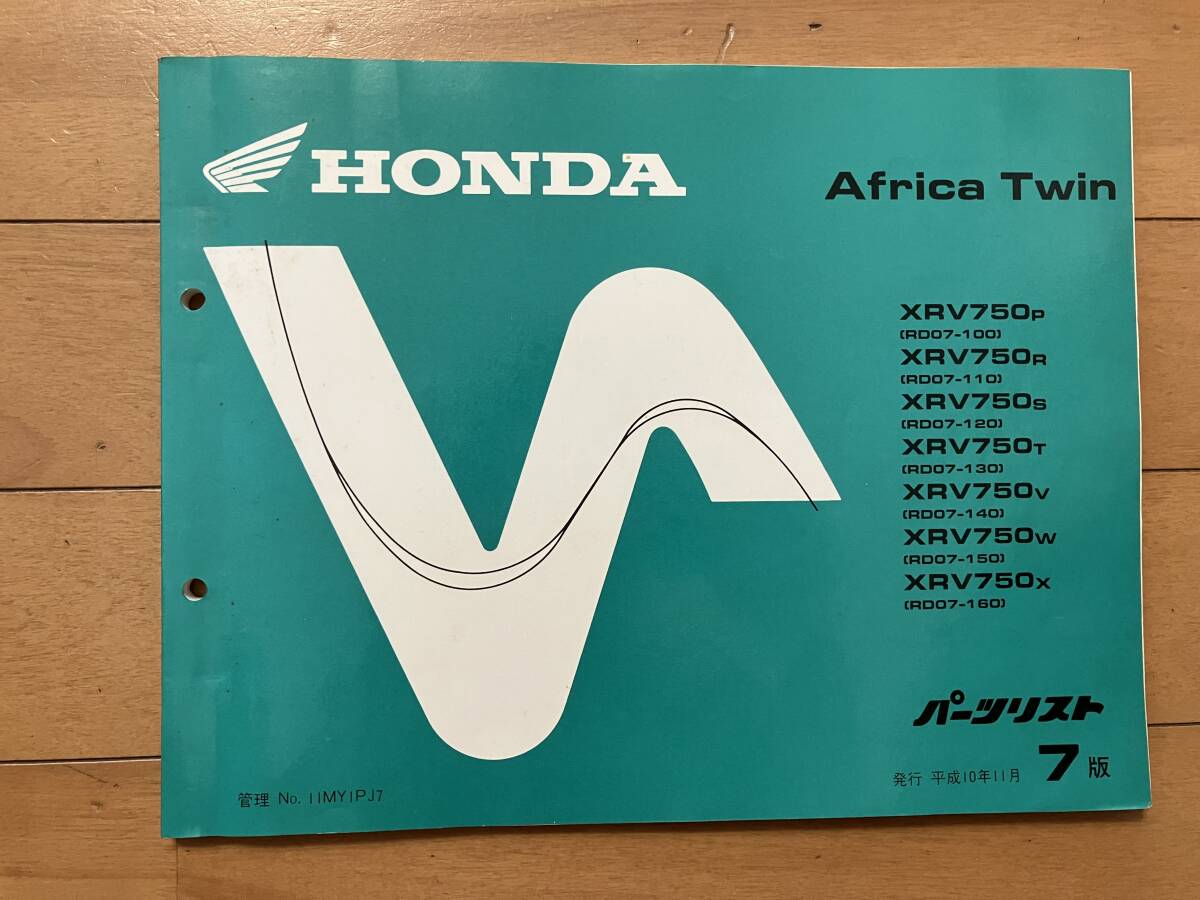 HONDA
Africa Twin
XRV750P
(RD07-100)
XRV750R
(RD07-110)
XRV750S
(RD07-120)
XRV750T
(RD07-130)
XRV750V
(RD07-140)
XRV750W
(RD07-150)
XRV750X
(RD07-160)
パーツリスト
発行 平成10年11月 7版
管理 No. 11MY1PJ7